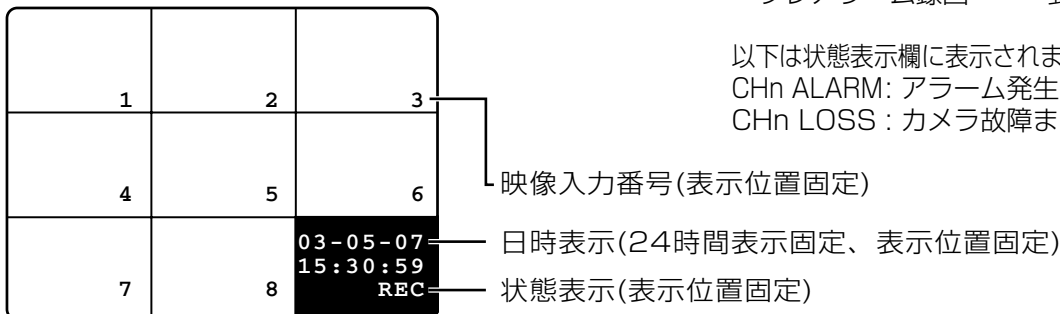 以下は状態表示欄に表示されま
CHn ALARM: アラーム発生
CHn LOSS : カメラ故障ま
1 2 3
映像入力番号(表示位置固定)
4 5 6
03-05-07
日時表示(24時間表示固定、表示位置固定)
15:30:59
7 8 REC
状態表示(表示位置固定)